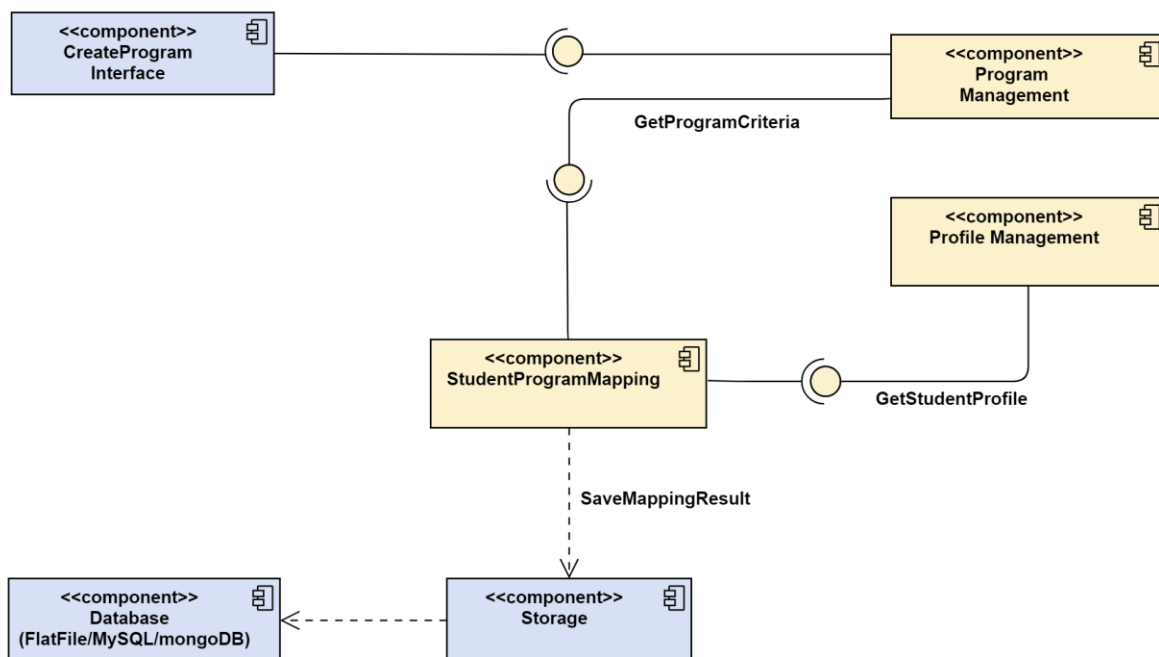 <<component>>
CreateProgram
Interface
<<component>>
Program
Management
GetProgramCriteria
<<component>>
Profile Management
<<component>>
StudentProgramMapping
GetStudentProfile
SaveMappingResult
<<component>>
Database
(FlatFile/MySQL/mongoDB)
<<component>>
Storage